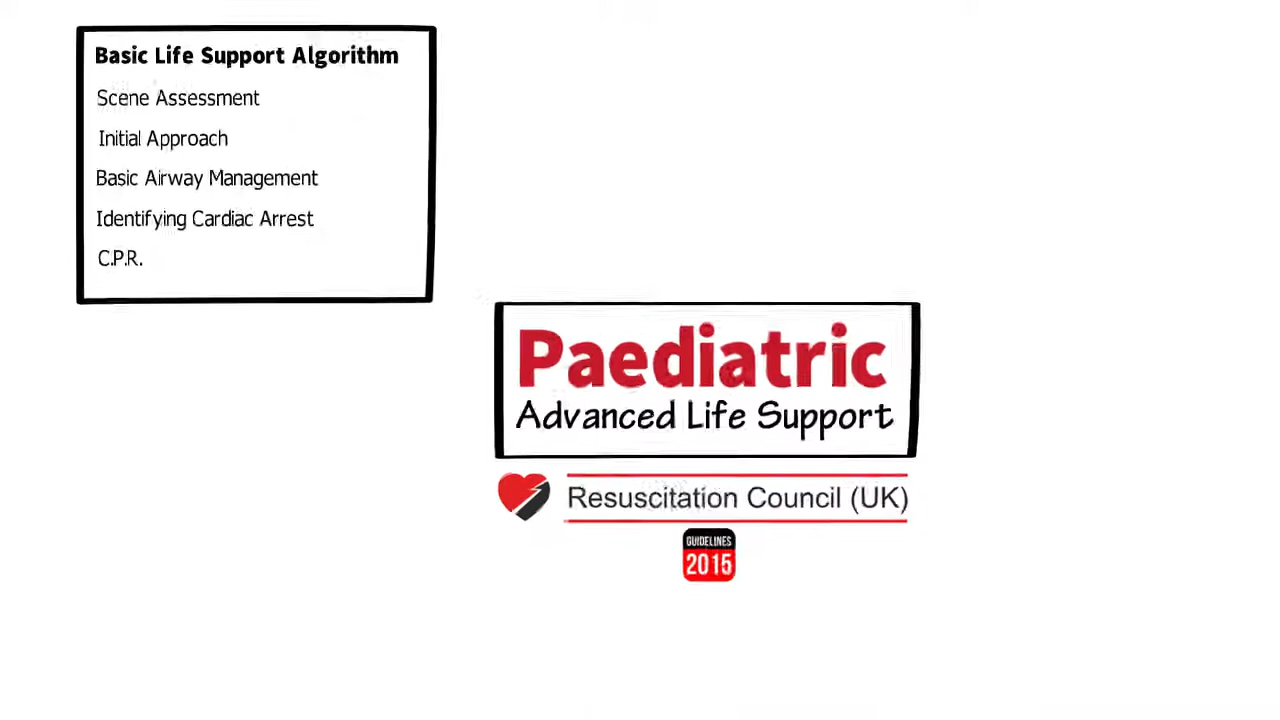 Basic Life Support Algorithm
Scene Assessment
Initial Approach
Basic Airway Management
Identifying Cardiac Arrest
C.P.R.
Paediatric
Advanced Life Support
Resuscitation Council (UK)
GUIDELINES
2015